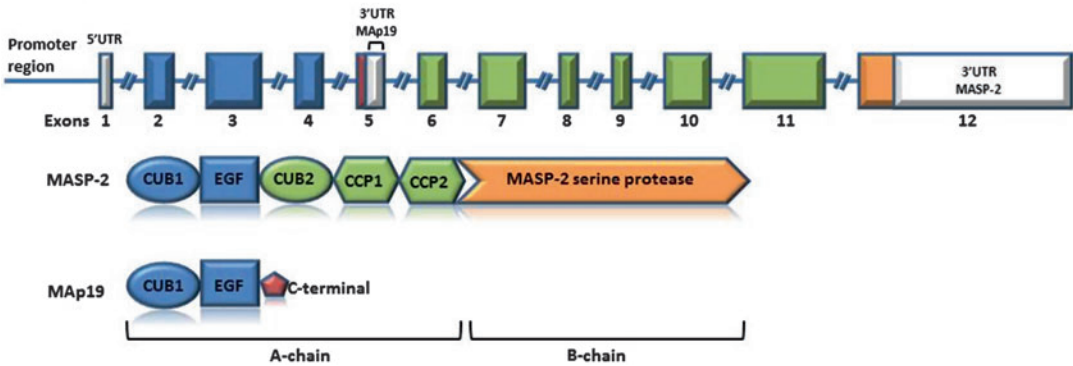 3'UTR
MAp19
5'UTR
Promoter
region
3'UTR
MASP-2
Exons 1 2 3 4 5 6 7 8 9 10 11 12
MASP-2 CUB1 EGF CUB2 CCP1 CCP2 MASP-2 serine protease
MAp19 CUB1 EGF C-terminal
A-chain B-chain